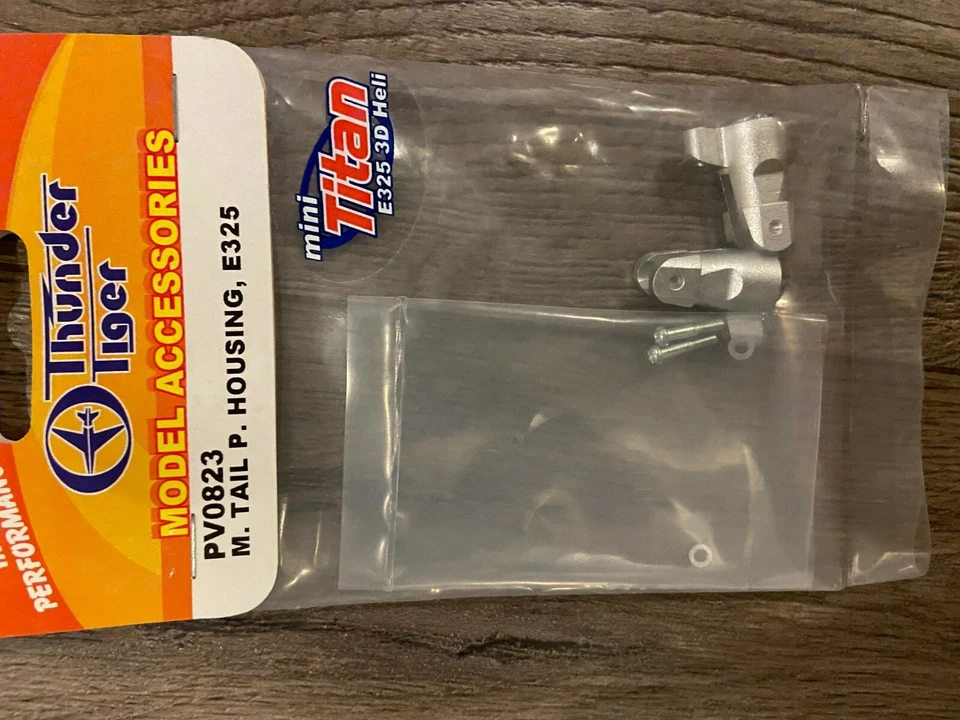 PERFORMANC
Thunder
Tiger
MODEL ACCESSORIES
PV0823
M. TAIL P. HOUSING, E325
mini
Titan
E325 3D Heli